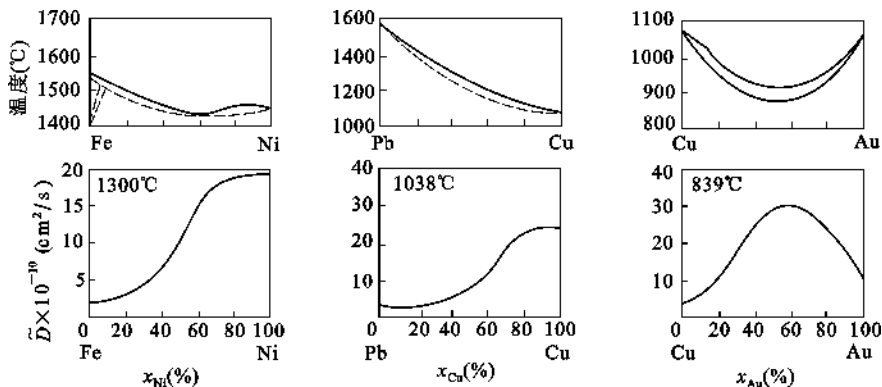 温度(℃)
1700
1600
1500
1400
Fe
Ni
1600
1400
1200
1000
Pb
Cu
1100
1000
900
800
Cu
Au
D̃×10⁻¹⁰ (cm²/s)
1300℃
20
15
10
5
0 20 40 60 80 100
Fe
Ni
x_Ni(%)
1038℃
40
30
20
10
0 20 40 60 80 100
Pb
Cu
x_Cu(%)
839℃
40
30
20
10
0 20 40 60 80 100
Cu
Au
x_Au(%)